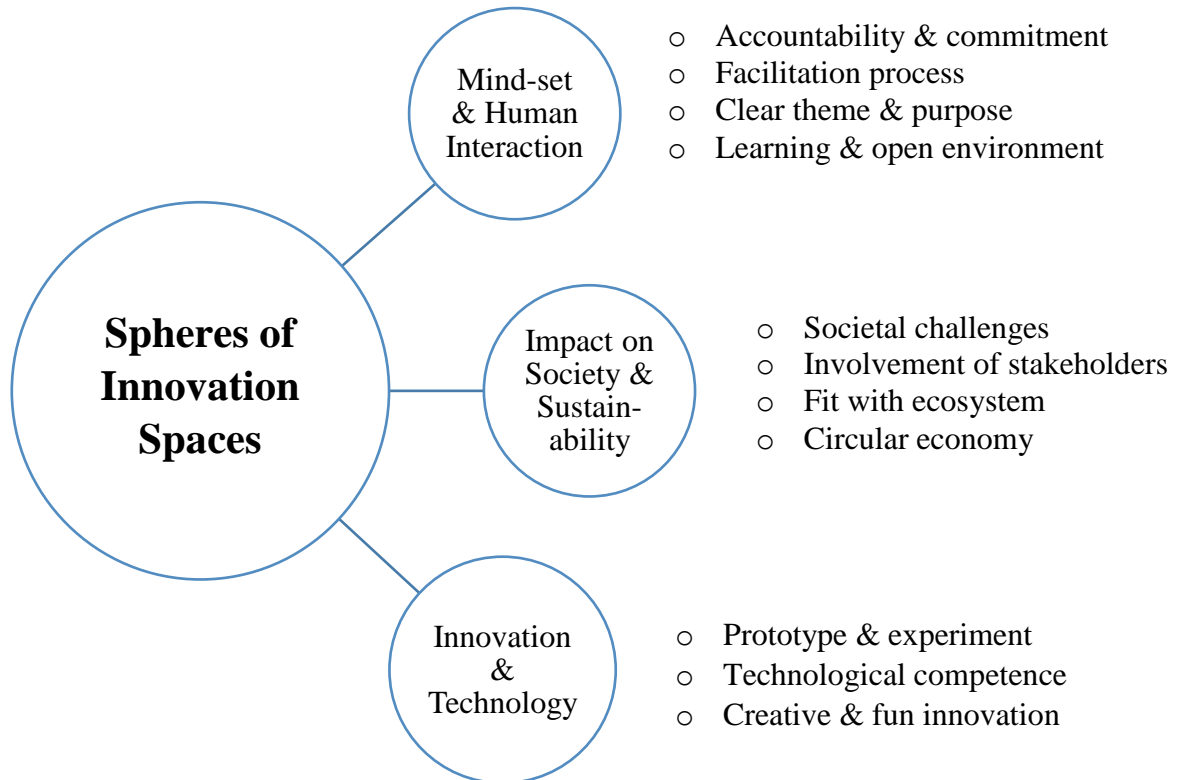 Spheres of
Innovation
Spaces
Mind-set
& Human
Interaction
o Accountability & commitment
o Facilitation process
o Clear theme & purpose
o Learning & open environment
Impact on
Society &
Sustain-
ability
o Societal challenges
o Involvement of stakeholders
o Fit with ecosystem
o Circular economy
Innovation
&
Technology
o Prototype & experiment
o Technological competence
o Creative & fun innovation